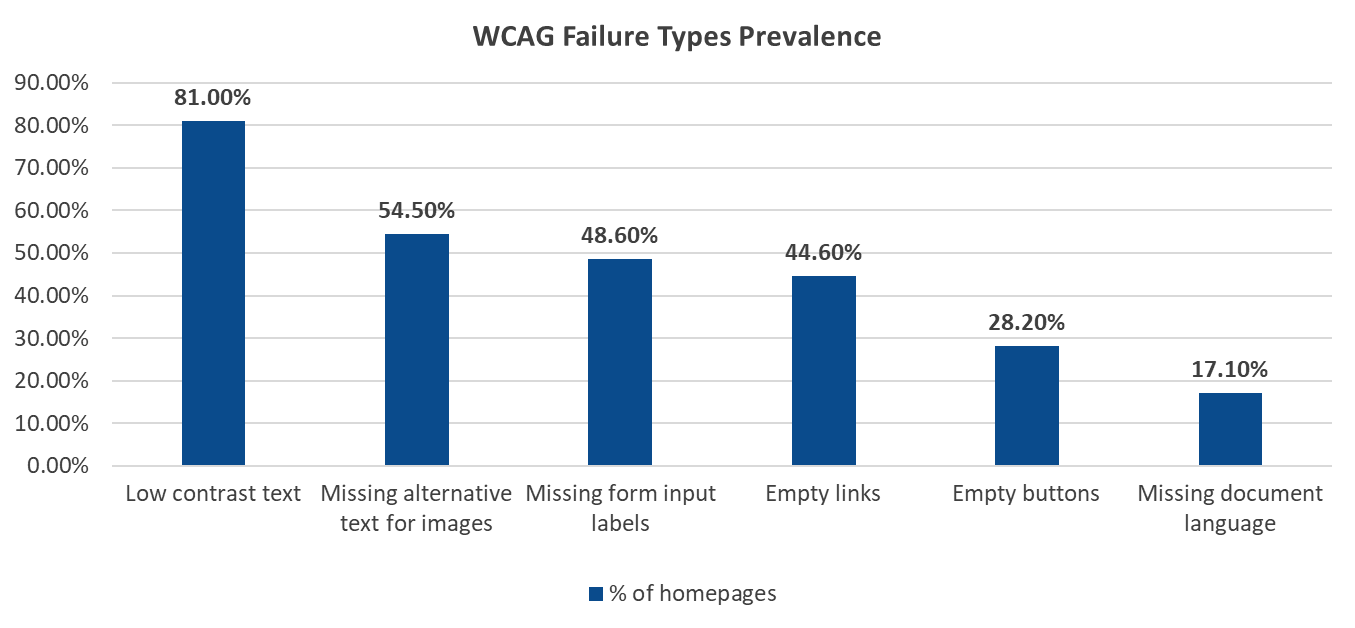 WCAG Failure Types Prevalence
90.00%
81.00%
80.00%
70.00%
60.00%
54.50%
48.60%
50.00%
44.60%
40.00%
30.00%
28.20%
20.00%
17.10%
10.00%
0.00%
Low contrast text
Missing alternative
text for images
Missing form input
labels
Empty links
Empty buttons
Missing document
language
% of homepages